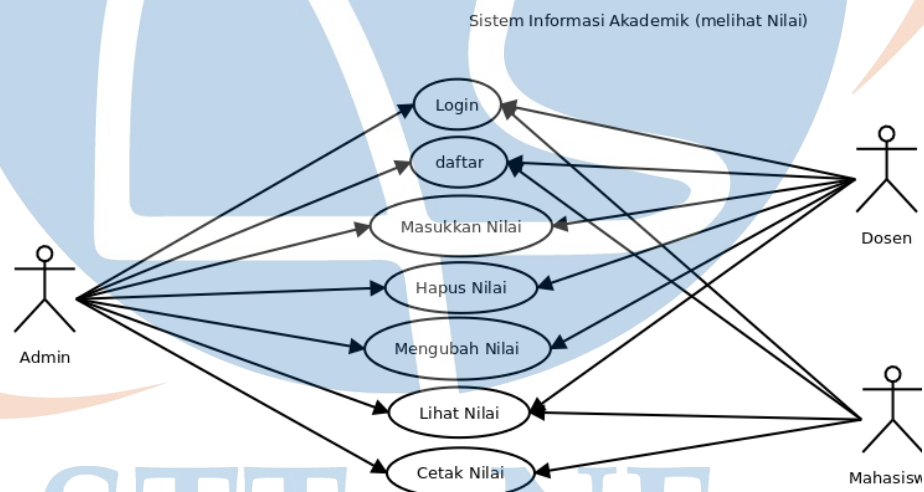 Sistem Informasi Akademik (melihat Nilai)
Login
daftar
Masukkan Nilai
Dosen
Hapus Nilai
Mengubah Nilai
Admin
Lihat Nilai
Cetak Nilai